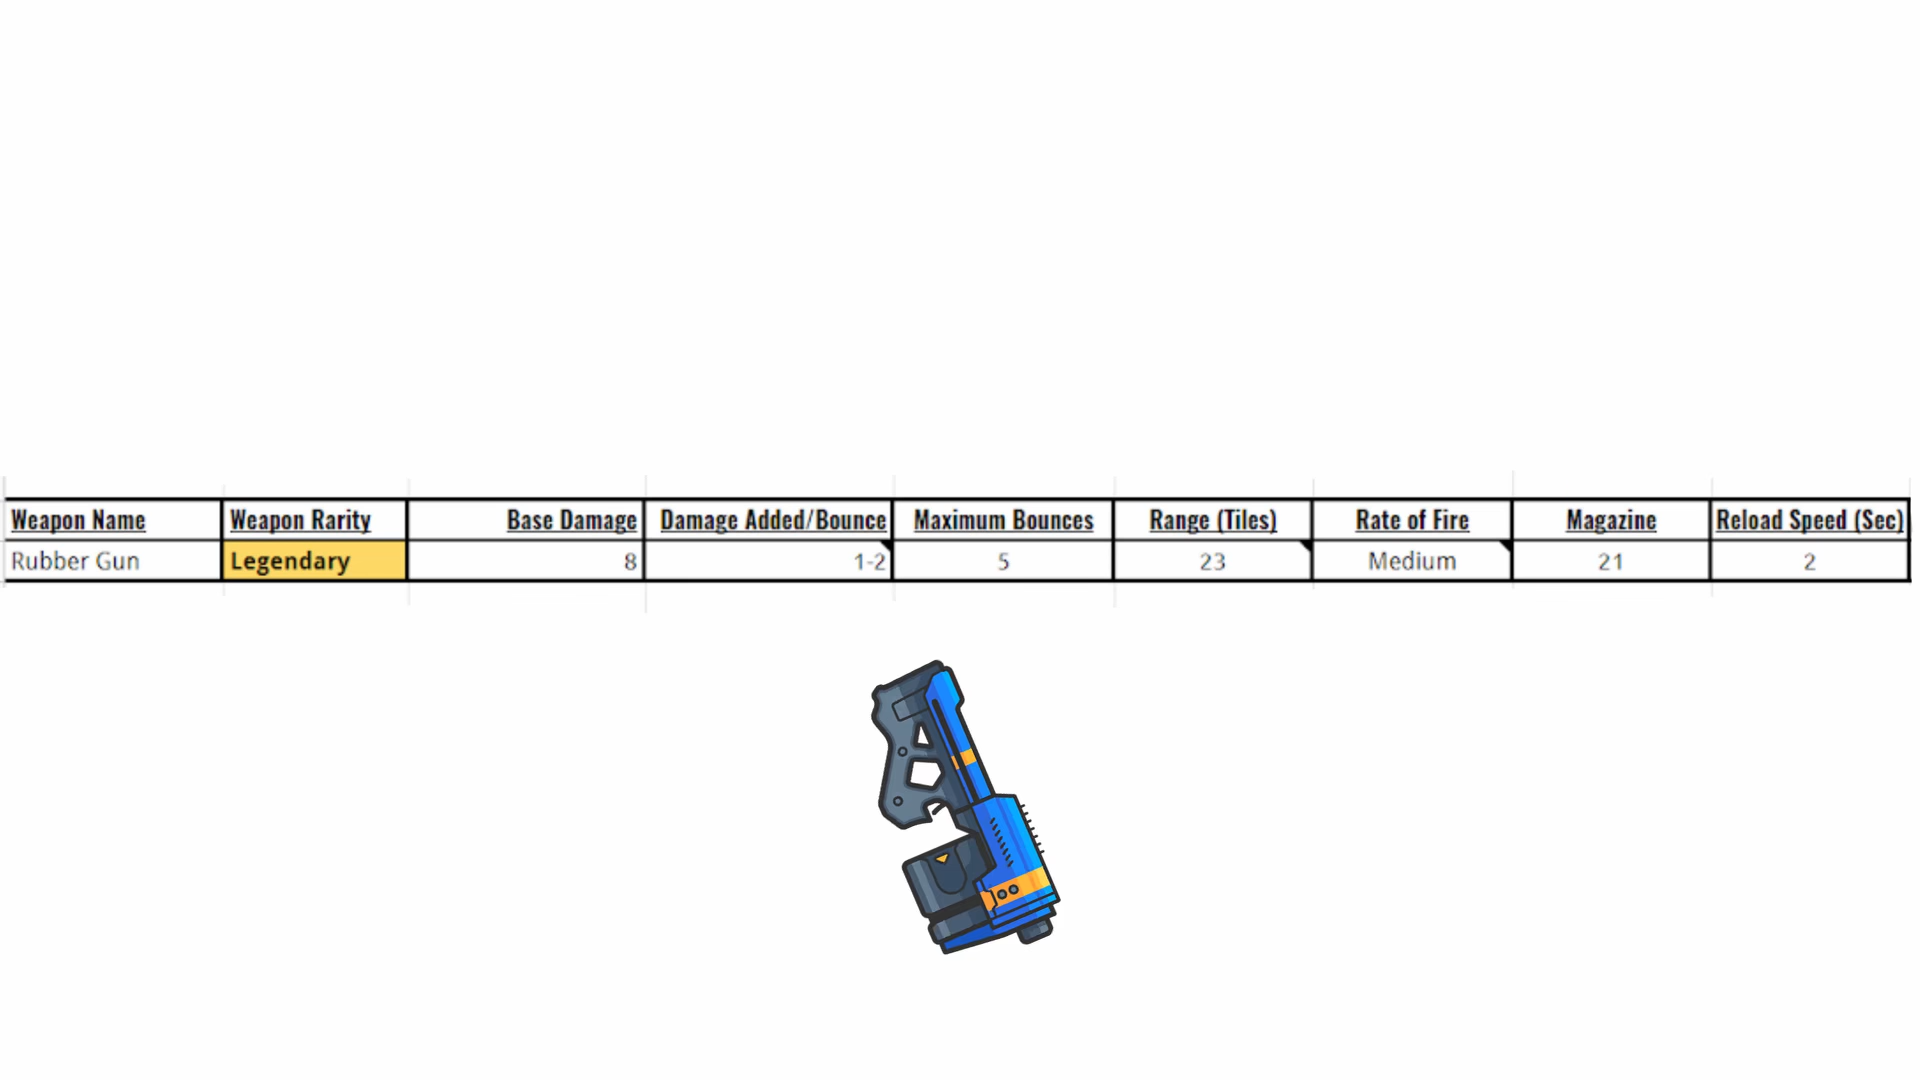 Weapon Name Weapon Rarity Base Damage Damage Added/Bounce Maximum Bounces Range (Tiles) Rate of Fire Magazine Reload Speed (Sec)
Rubber Gun Legendary 8 1-2 5 23 Medium 21 2